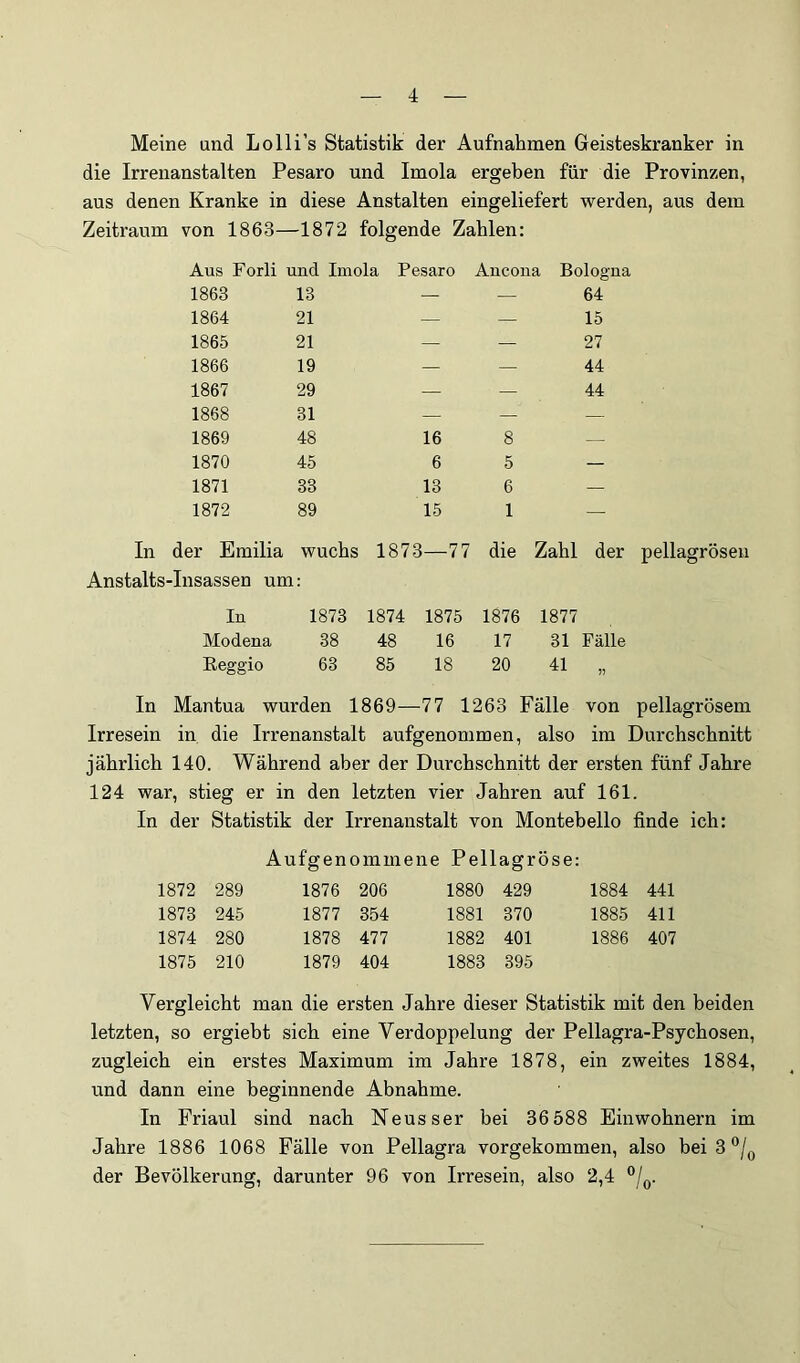 — 4 —
Meine und Lolli's Statistik der Aufnahmen Geisteskranker in
die Irrenanstalten Pesaro und Imola ergeben für die Provinzen,
aus denen Kranke in diese Anstalten eingeliefert werden, aus dem
Zeitraum von 1863—1872 folgende Zahlen:
Aus Forli und Imola Pesaro Ancona Bologna
1863 13 — — 64
1864 21 — — 15
1865 21 — — 27
1866 19 — — 44
1867 29 — — 44
1868 31 — — —
1869 48 16 8 —
1870 45 6 5 —
1871 33 13 6 —
1872 89 15 1 —
In der Emilia wuchs 1873—77 die Zahl der pellagrösen
Anstalts-Insassen um:
In 1873 1874 1875 1876 1877
Modena 38 48 16 17 31 Fälle
Reggio 63 85 18 20 41 „
In Mantua wurden 1869—77 1263 Fälle von pellagrösem
Irresein in die Irrenanstalt aufgenommen, also im Durchschnitt
jährlich 140. Während aber der Durchschnitt der ersten fünf Jahre
124 war, stieg er in den letzten vier Jahren auf 161.
In der Statistik der Irrenanstalt von Montebello finde ich:
Aufgenommene Pellagröse:
1872 289 1876 206 1880 429 1884 441
1873 245 1877 354 1881 370 1885 411
1874 280 1878 477 1882 401 1886 407
1875 210 1879 404 1883 395
Vergleicht man die ersten Jahre dieser Statistik mit den beiden
letzten, so ergiebt sich eine Verdoppelung der Pellagra-Psychosen,
zugleich ein erstes Maximum im Jahre 1878, ein zweites 1884,
und dann eine beginnende Abnahme.
In Friaul sind nach Neusser bei 36588 Einwohnern im
Jahre 1886 1068 Fälle von Pellagra vorgekommen, also bei 3 %
der Bevölkerung, darunter 96 von Irresein, also 2,4 %.